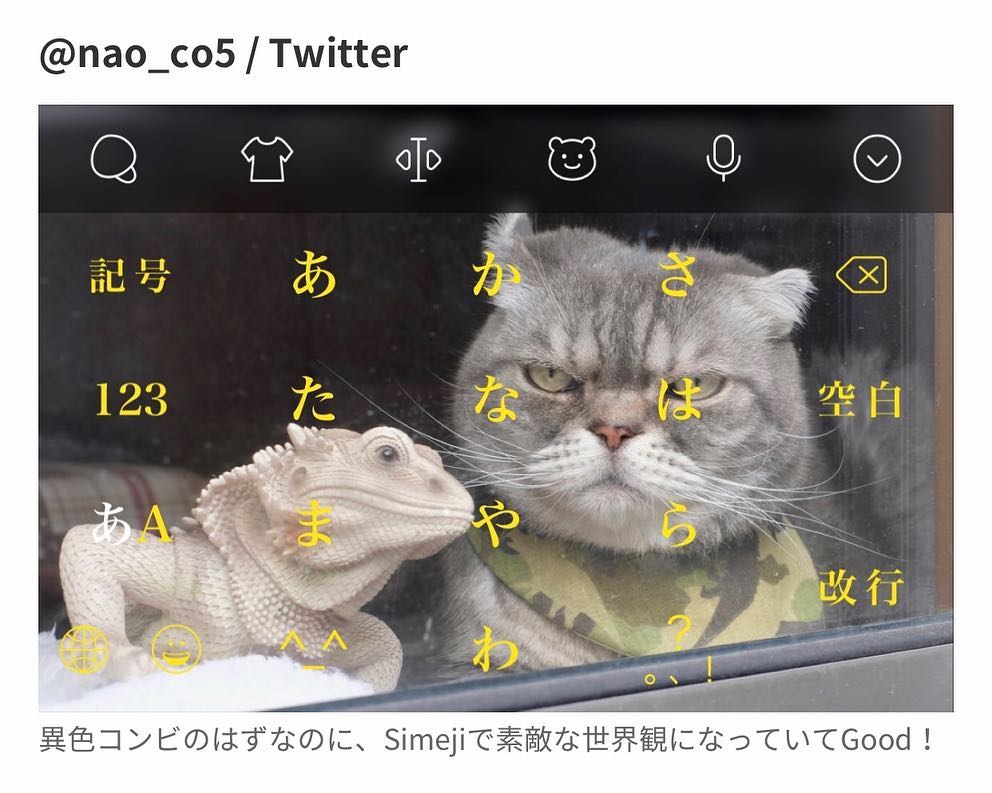 @nao_co5 / Twitter
記号 あ か さ
123 た な は 空白
あA ま や ら
改行
^_^ わ 。、?!
異色コンビのはずなのに、Simejiで素敵な世界観になっていてGood！